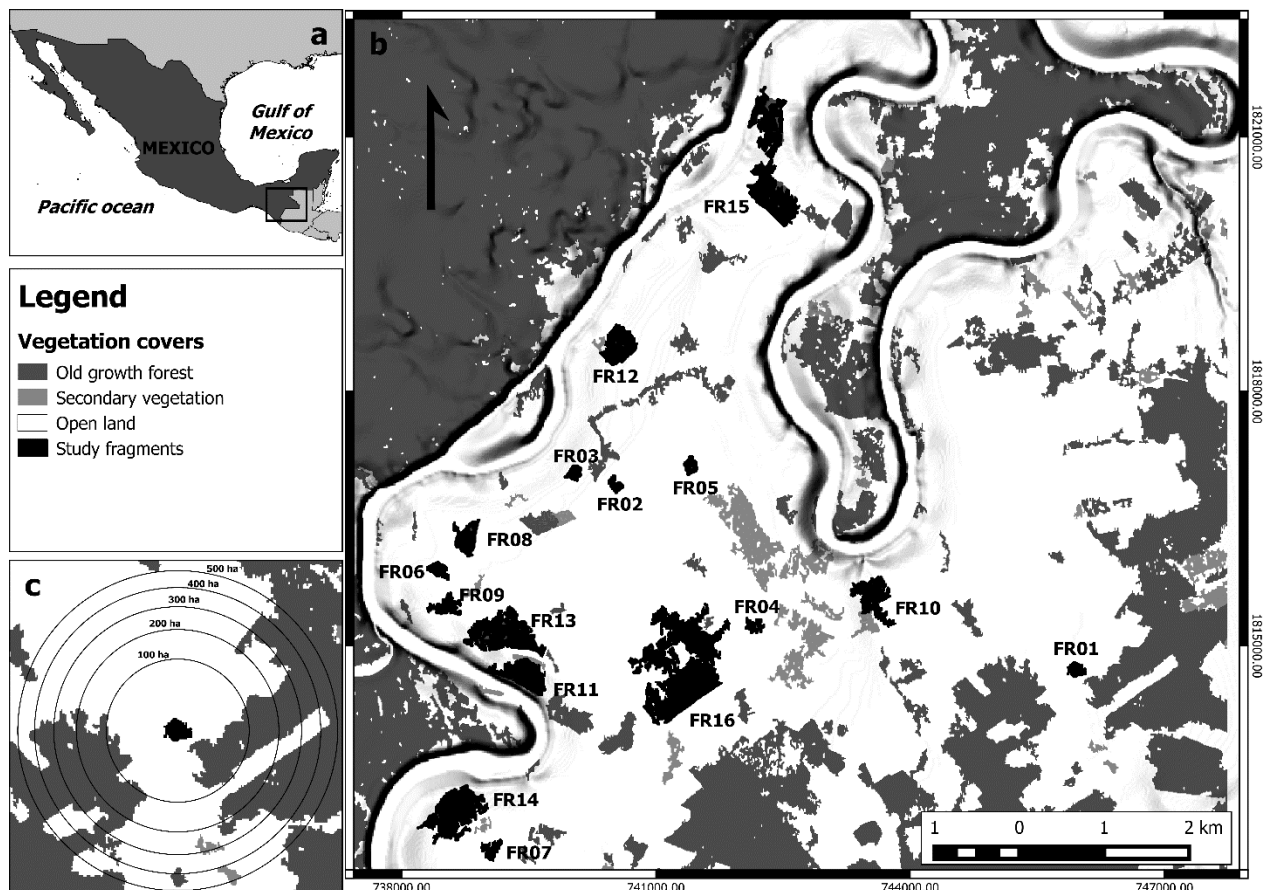 a
Gulf of
Mexico
MEXICO
Pacific ocean
Legend
Vegetation covers
Old growth forest
Secondary vegetation
Open land
Study fragments
c
500 ha
400 ha
300 ha
200 ha
100 ha
b
FR15
FR12
FR03
FR02
FR05
FR08
FR06
FR09
FR13
FR04
FR10
FR11
FR01
FR16
FR14
FR07
1821000.00
1818000.00
1815000.00
1 0 1 2 km
738000.00 741000.00 744000.00 747000.00